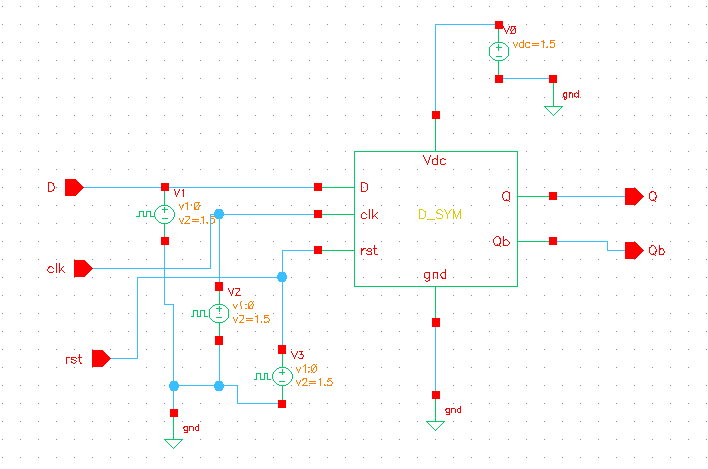 V0
vdc=1.5
gnd
Vdc
D
V1
v1:0
v2=1.5
D
clk
D_SYM
Q
Q
clk
rst
Qb
Qb
gnd
V2
v1:0
v2=1.5
rst
V3
v1:0
v2=1.5
gnd
gnd